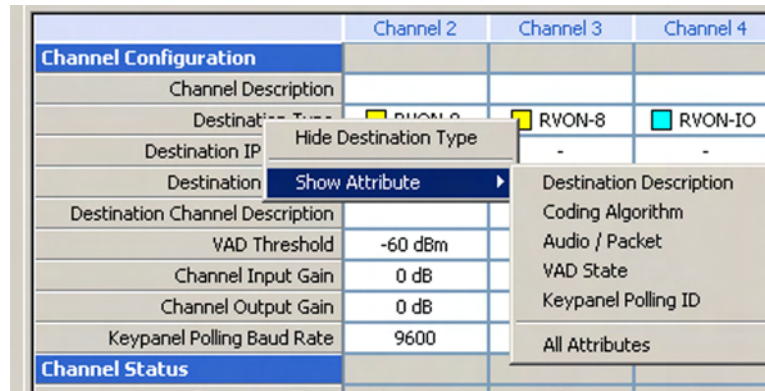 Channel 2 Channel 3 Channel 4
Channel Configuration
Channel Description
Destination Type RVON-8 RVON-8 RVON-IO
Hide Destination Type
Destination IP - -
Destination
Show Attribute
Destination Description
Destination Channel Description
Coding Algorithm
VAD Threshold -60 dBm
Audio / Packet
VAD State
Channel Input Gain 0 dB
Keypanel Polling ID
Channel Output Gain 0 dB
Keypanel Polling Baud Rate 9600
All Attributes
Channel Status